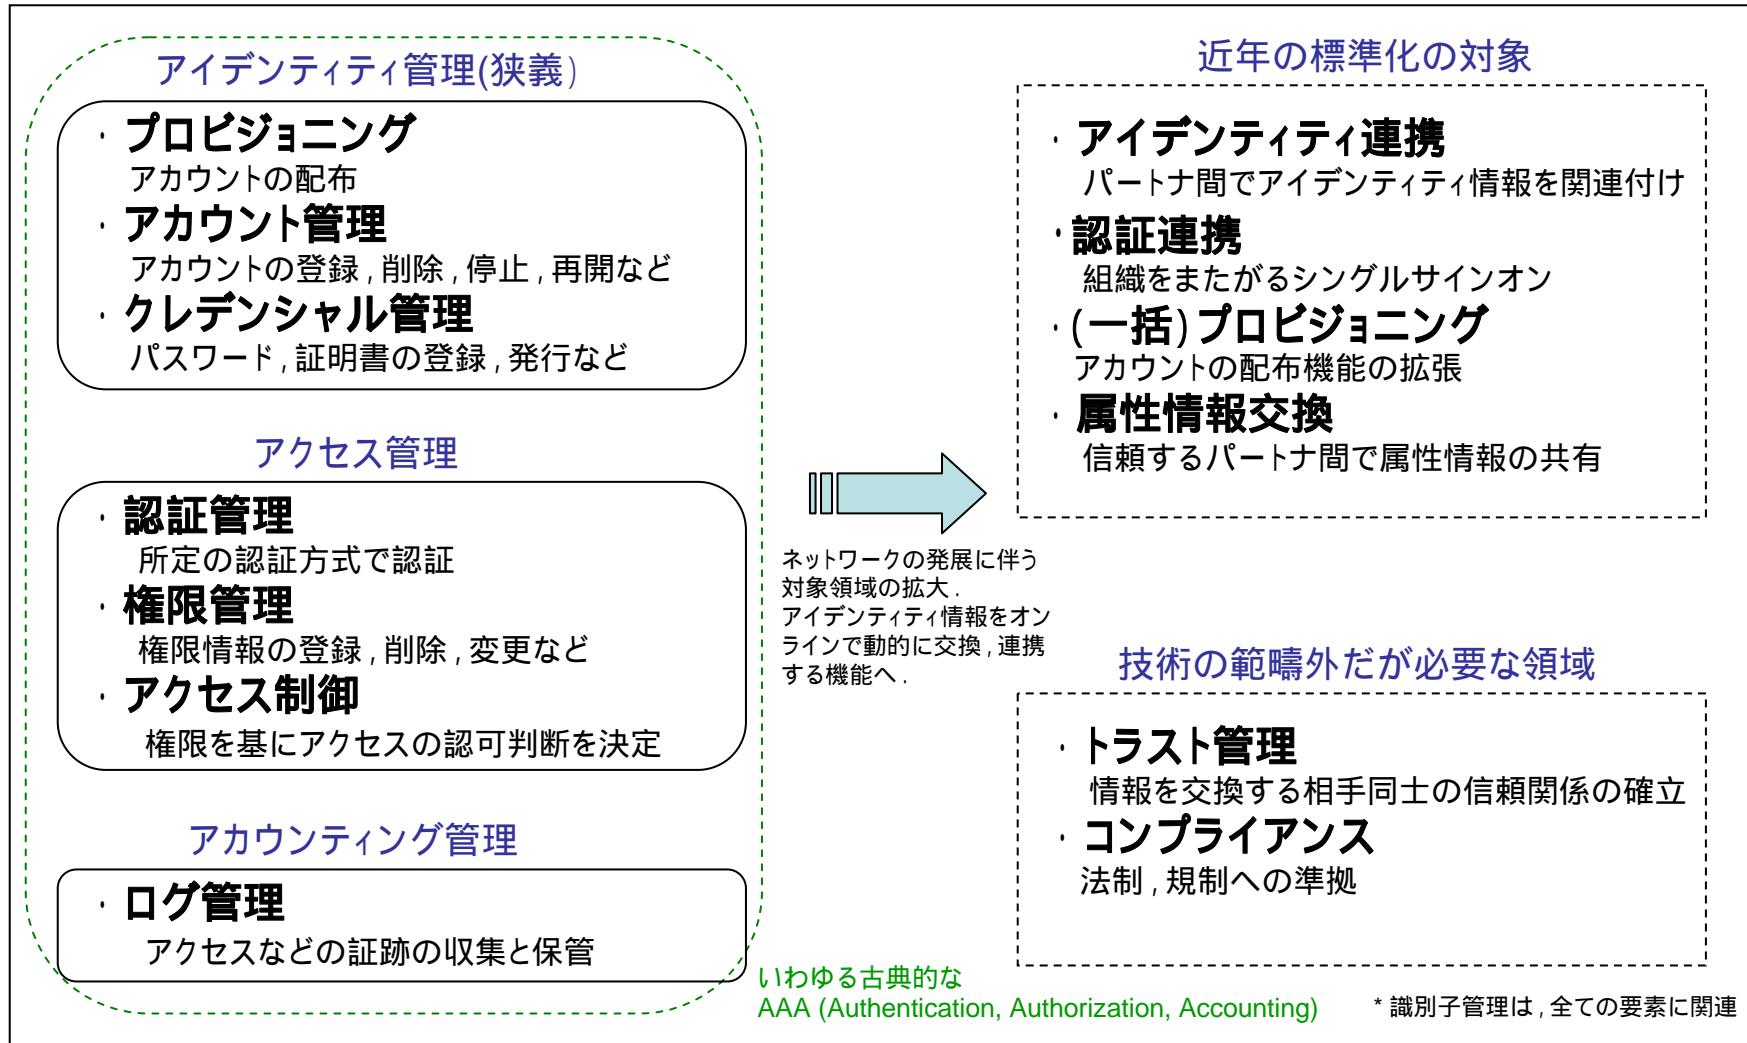 アイデンティティ管理(狭義)
・プロビジョニング
アカウントの配布
・アカウント管理
アカウントの登録,削除,停止,再開など
・クレデンシャル管理
パスワード,証明書の登録,発行など
アクセス管理
・認証管理
所定の認証方式で認証
・権限管理
権限情報の登録,削除,変更など
・アクセス制御
権限を基にアクセスの認可判断を決定
アカウンティング管理
・ログ管理
アクセスなどの証跡の収集と保管
いわゆる古典的な
AAA (Authentication, Authorization, Accounting)
ネットワークの発展に伴う
対象領域の拡大.
アイデンティティ情報をオン
ラインで動的に交換,連携
する機能へ.
近年の標準化の対象
・アイデンティティ連携
パートナ間でアイデンティティ情報を関連付け
・認証連携
組織をまたがるシングルサインオン
・(一括)プロビジョニング
アカウントの配布機能の拡張
・属性情報交換
信頼するパートナ間で属性情報の共有
技術の範疇外だが必要な領域
・トラスト管理
情報を交換する相手同士の信頼関係の確立
・コンプライアンス
法制,規制への準拠
* 識別子管理は,全ての要素に関連